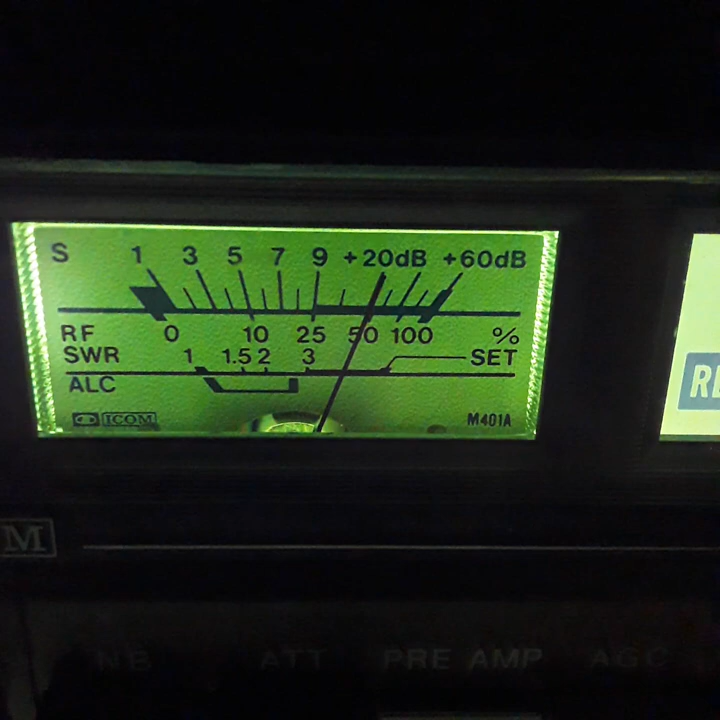 S 1 3 5 7 9 +20dB +60dB
RF 0 10 25 50 100 %
SWR 1 1.5 2 3 SET
ALC
ICOM M401A
M
NB ATT PRE AMP AGC